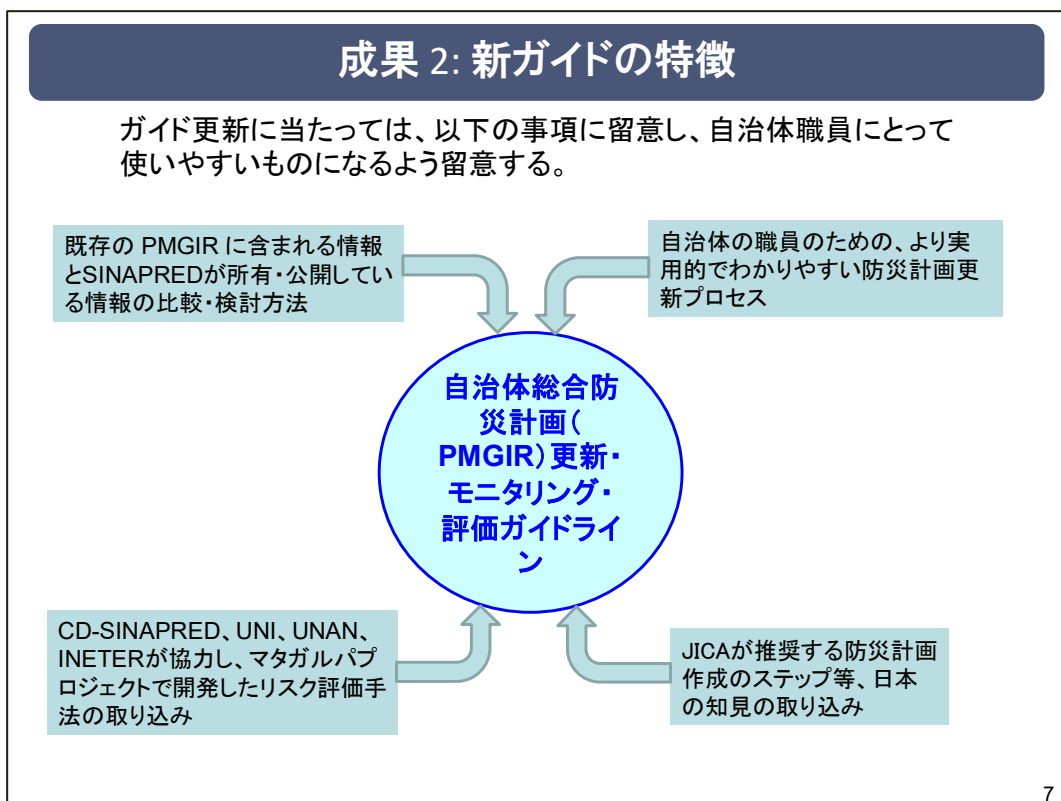 成果 2: 新ガイドの特徴
ガイド更新に当たっては、以下の事項に留意し、自治体職員にとって
使いやすいものになるよう留意する。
既存の PMGIR に含まれる情報
とSINAPREDが所有・公開してい
る情報の比較・検討方法
自治体の職員のための、より実
用的でわかりやすい防災計画更
新プロセス
自治体総合防
災計画(
PMGIR)更新・
モニタリング・
評価ガイドライ
ン
CD-SINAPRED、UNI、UNAN、
INETERが協力し、マタガルパプ
ロジェクトで開発したリスク評価手
法の取り込み
JICAが推奨する防災計画
作成のステップ等、日本
の知見の取り込み
7